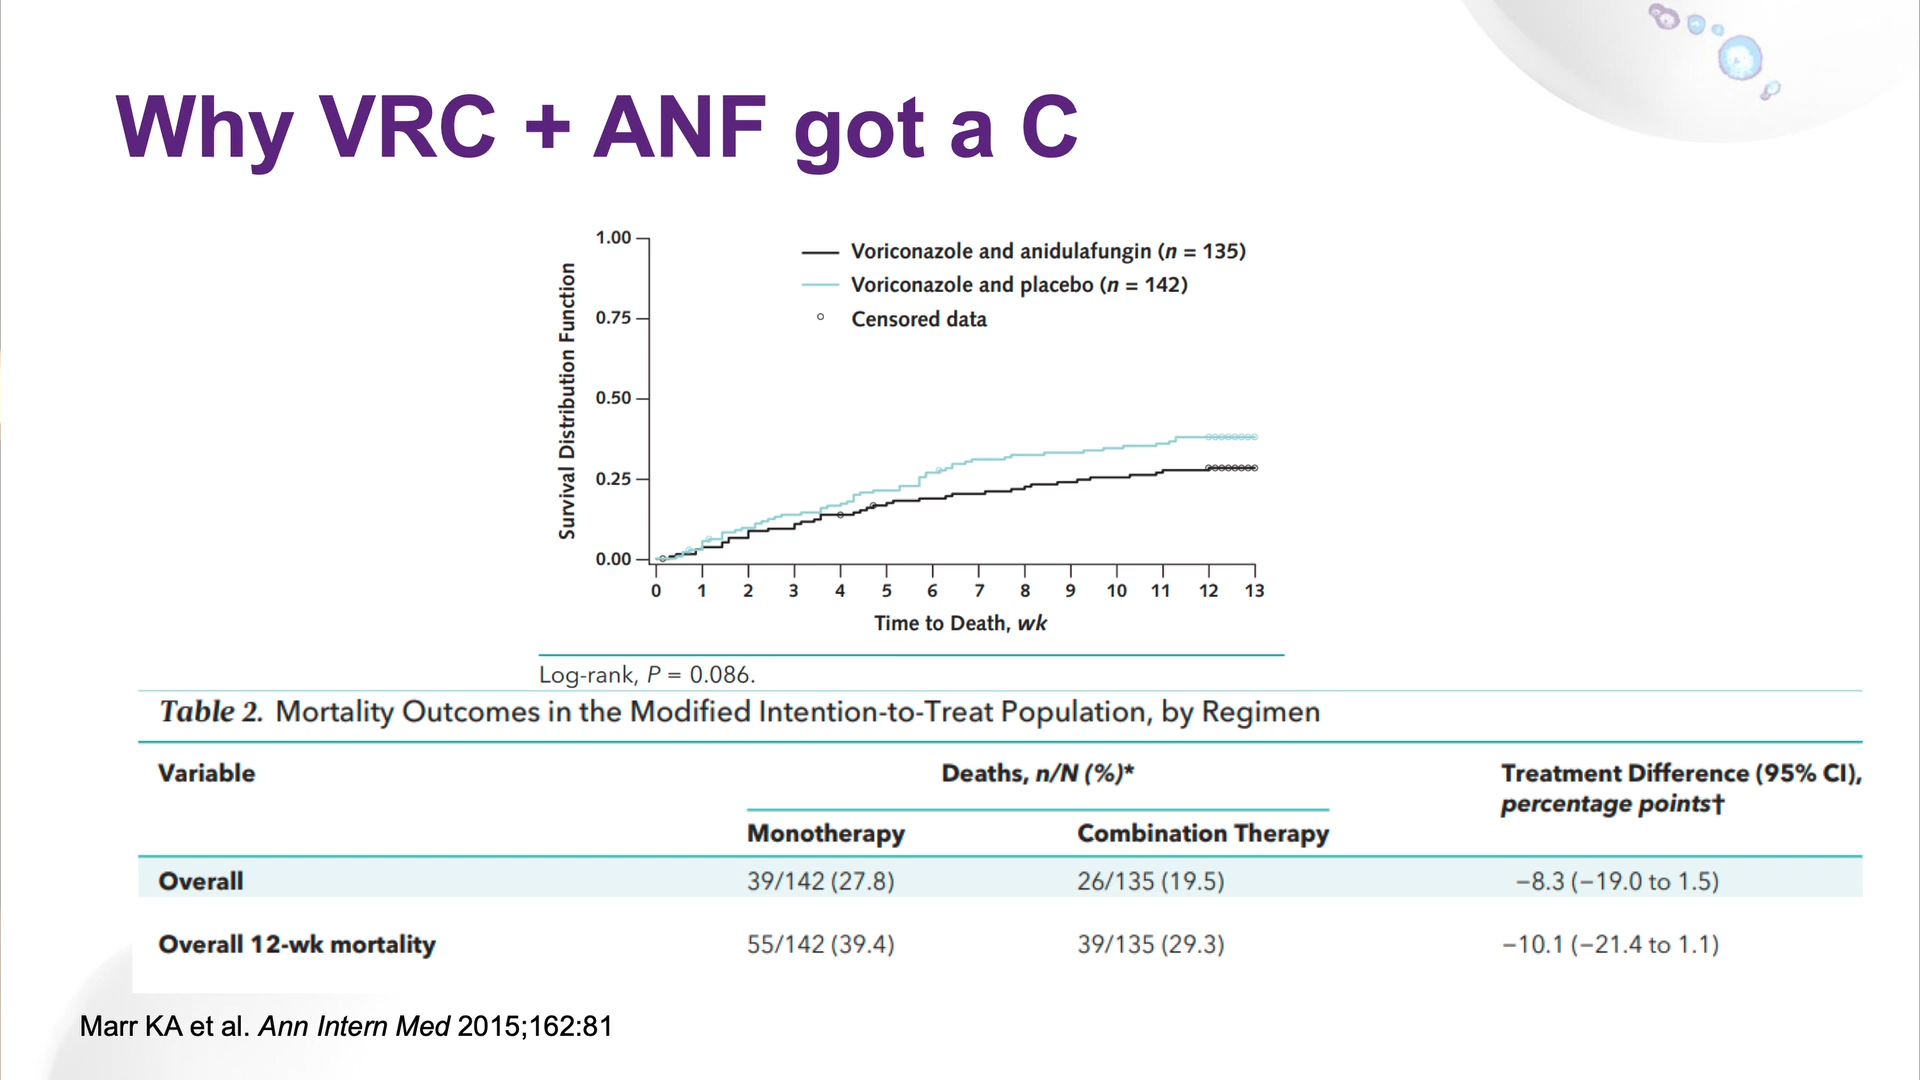 Why VRC + ANF got a C
1.00
0.75
0.50
0.25
0.00
Survival Distribution Function
Voriconazole and anidulafungin (n = 135)
Voriconazole and placebo (n = 142)
Censored data
0 1 2 3 4 5 6 7 8 9 10 11 12 13
Time to Death, wk
Log-rank, P = 0.086.
Table 2. Mortality Outcomes in the Modified Intention-to-Treat Population, by Regimen
Variable Deaths, n/N (%)* Treatment Difference (95% CI),
percentage points†
Monotherapy Combination Therapy
Overall 39/142 (27.8) 26/135 (19.5) −8.3 (−19.0 to 1.5)
Overall 12-wk mortality 55/142 (39.4) 39/135 (29.3) −10.1 (−21.4 to 1.1)
Marr KA et al. Ann Intern Med 2015;162:81